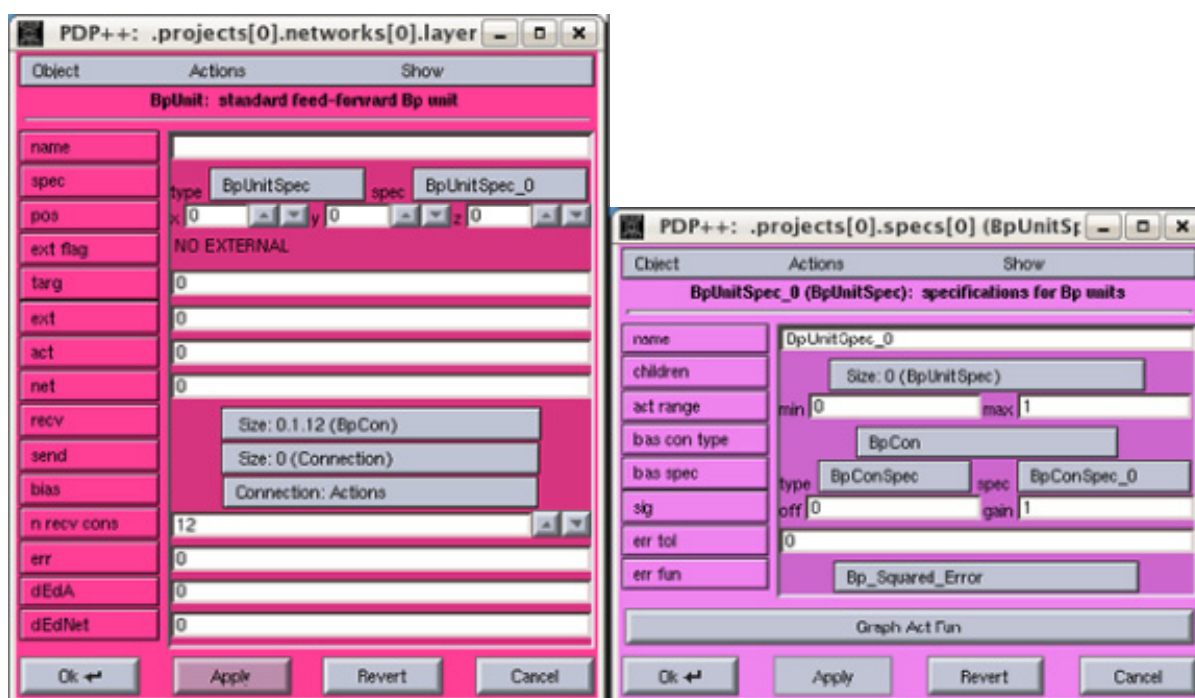 PDP++: .projects[0].networks[0].layer
Object Actions Show
BpUnit: standard feed-forward Bp unit
name
spec type BpUnitSpec spec BpUnitSpec_0
pos x 0 y 0 z 0
ext flag NO EXTERNAL
targ 0
ext 0
act 0
net 0
recv Size: 0.1.12 (BpCon)
send Size: 0 (Connection)
bias Connection: Actions
n recv cons 12
err 0
dEdA 0
dEdNet 0
Ok Apply Revert Cancel
PDP++: .projects[0].specs[0] (BpUnitSp
Object Actions Show
BpUnitSpec_0 (BpUnitSpec): specifications for Bp units
name BpUnitSpec_0
children Size: 0 (BpUnitSpec)
act range min 0 max 1
bas con type BpCon
bas spec type BpConSpec spec BpConSpec_0
sig off 0 gain 1
err tol 0
err fun Bp_Squared_Error
Graph Act Fun
Ok Apply Revert Cancel